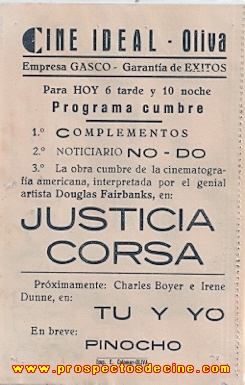 CINE IDEAL - Oliva
Empresa GASCO - Garantía de EXITOS
Para HOY 6 tarde y 10 noche
Programa cumbre
1.º COMPLEMENTOS
2.º NOTICIARIO NO-DO
3.º La obra cumbre de la cinematogra-
fía americana, interpretada por el genial
artista Douglas Fairbanks, en:
JUSTICIA
CORSA
Próximamente: Charles Boyer e Irene
Dunne, en:
TU Y YO
En breve:
PINOCHO
www.prospectosdecine.com